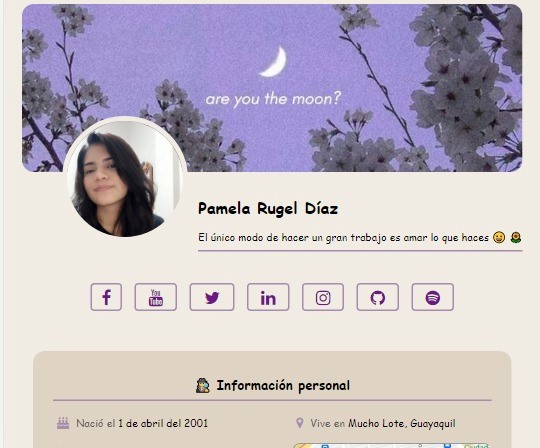 are you the moon?
Pamela Rugel Díaz
El único modo de hacer un gran trabajo es amar lo que haces
You
Tube
Información personal
Nació el 1 de abril del 2001
Vive en Mucho Lote, Guayaquil
Ciudad